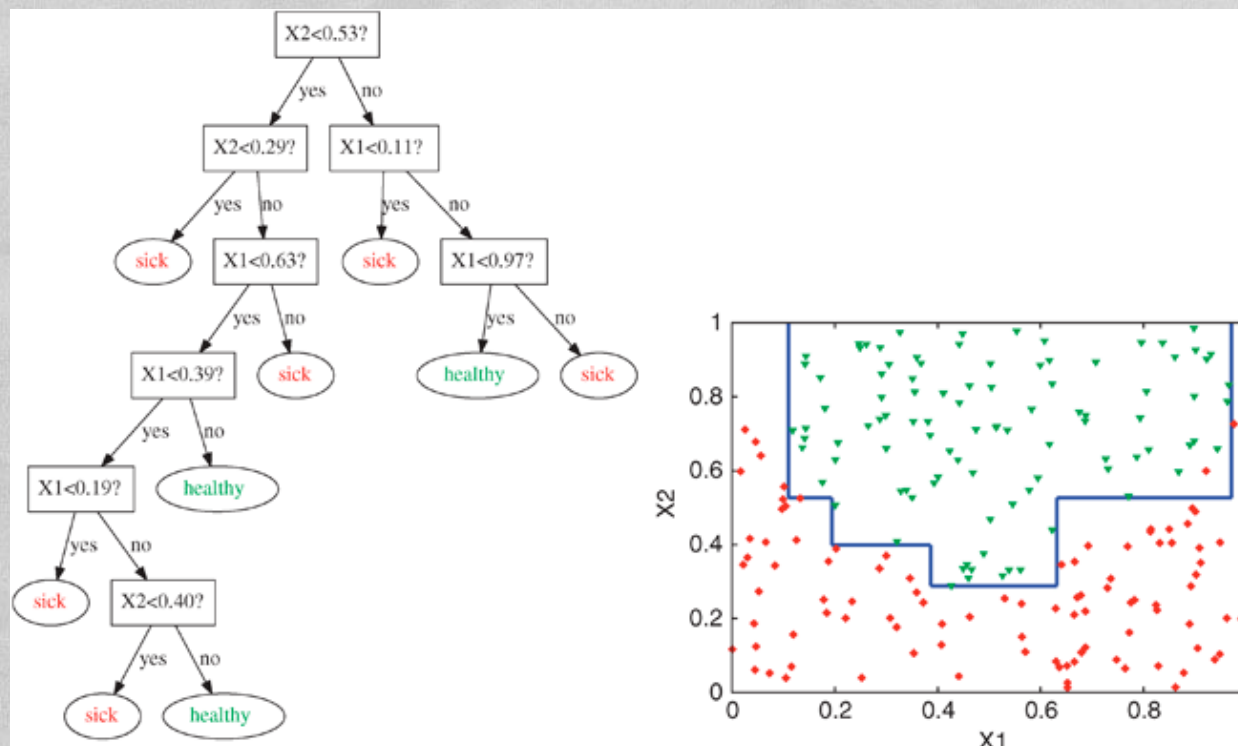 X2<0.53?
yes no
X2<0.29? X1<0.11?
yes no yes no
sick X1<0.63? sick X1<0.97?
yes no yes no
X1<0.39? sick healthy sick
yes no
X1<0.19? healthy
yes no
sick X2<0.40?
yes no
sick healthy
1
0.8
0.6
0.4
0.2
0
X2
0 0.2 0.4 0.6 0.8
X1